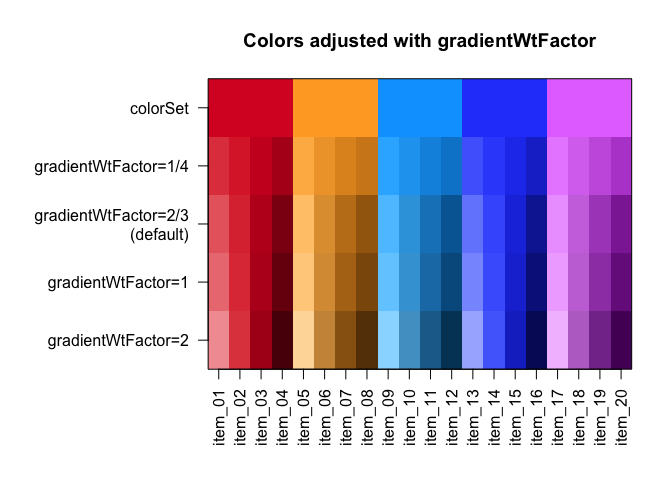 Colors adjusted with gradientWtFactor
colorSet
gradientWtFactor=1/4
gradientWtFactor=2/3
(default)
gradientWtFactor=1
gradientWtFactor=2
item_01
item_02
item_03
item_04
item_05
item_06
item_07
item_08
item_09
item_10
item_11
item_12
item_13
item_14
item_15
item_16
item_17
item_18
item_19
item_20